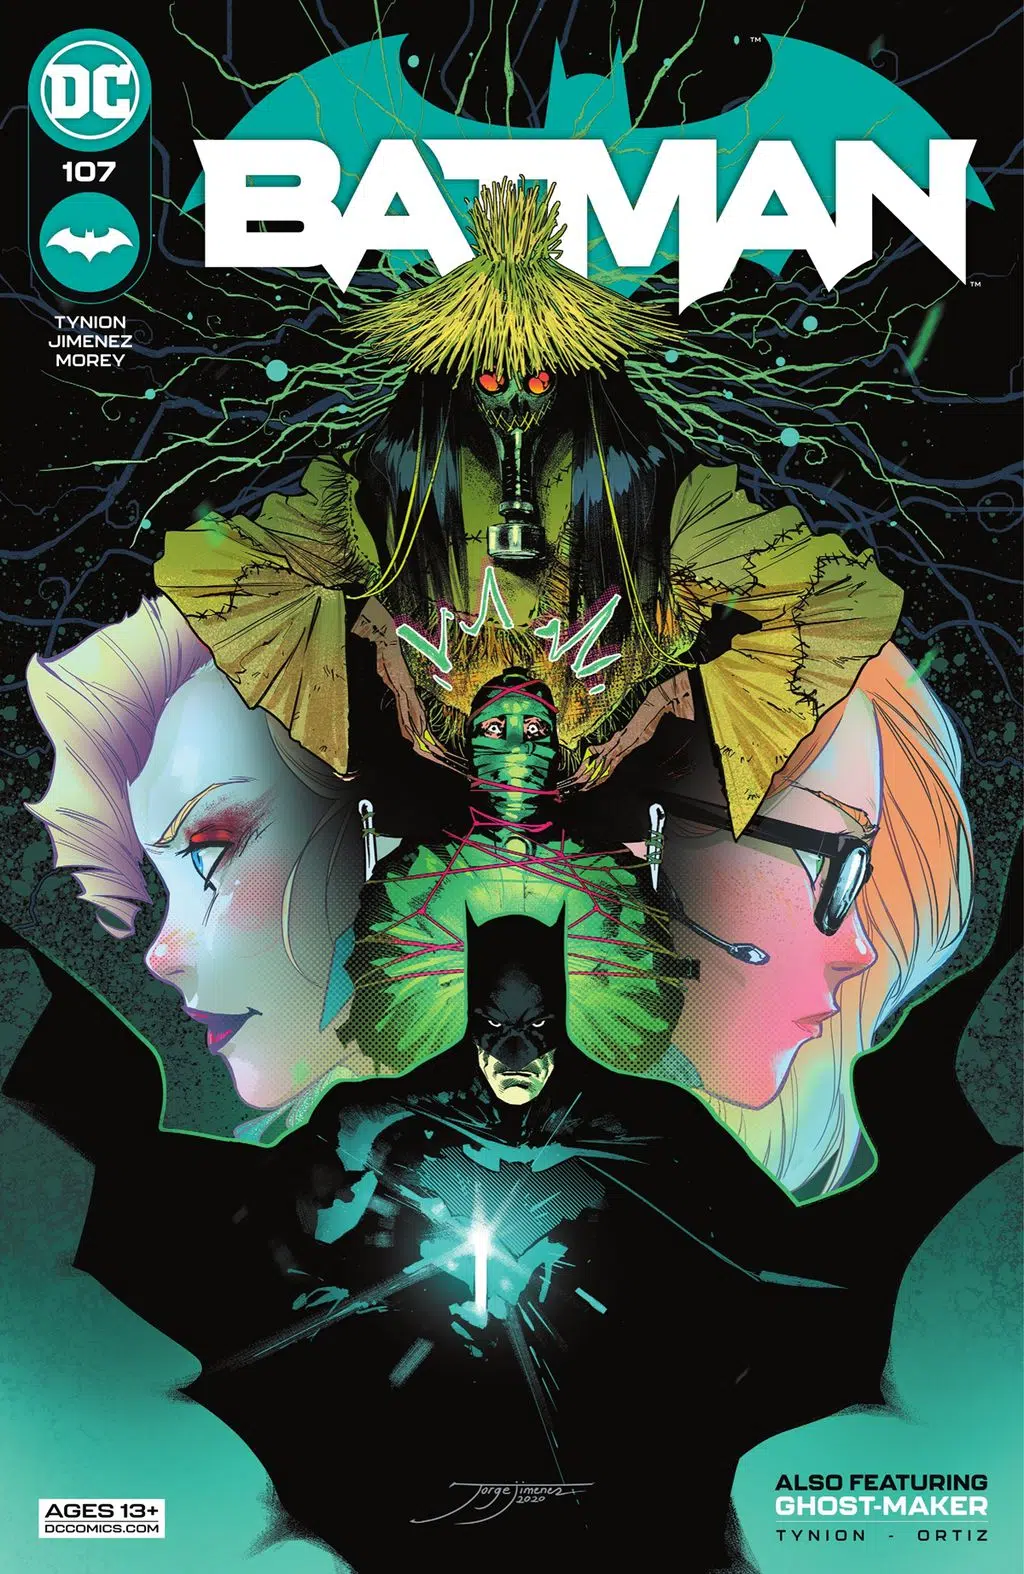 DC
107
BATMAN
TM
TM
TYNION
JIMENEZ
MOREY
Jorge Jimenez
2020
AGES 13+
DCCOMICS.COM
ALSO FEATURING
GHOST-MAKER
TYNION - ORTIZ